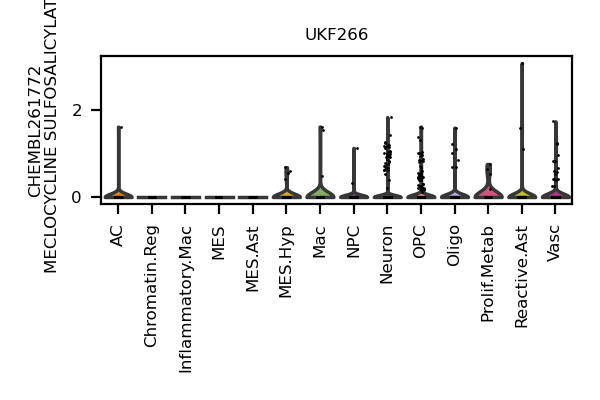 UKF266
CHEMBL261772
MECLOCYCLINE SULFOSALICYLAT
2
0
AC
Chromatin.Reg
Inflammatory.Mac
MES
MES.Ast
MES.Hyp
Mac
NPC
Neuron
OPC
Oligo
Prolif.Metab
Reactive.Ast
Vasc